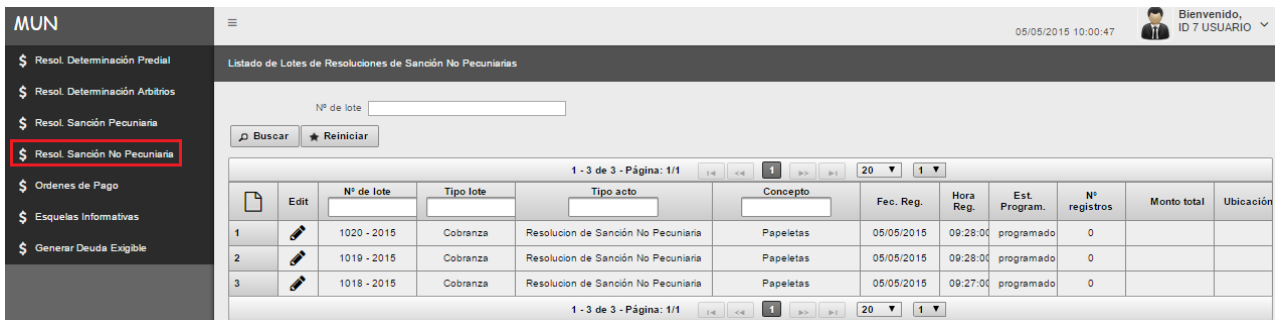 MUN
Bienvenido,
ID 7 USUARIO
05/05/2015 10:00:47
$ Resol. Determinación Predial
$ Resol. Determinación Arbitrios
$ Resol. Sanción Pecuniaria
$ Resol. Sanción No Pecuniaria
$ Ordenes de Pago
$ Esquelas Informativas
$ Generar Deuda Exigible
Listado de Lotes de Resoluciones de Sanción No Pecuniarias
Nº de lote
Buscar Reiniciar
1 - 3 de 3 - Página: 1/1 1 20 1
Edit Nº de lote Tipo lote Tipo acto Concepto Fec. Reg. Hora Reg. Est. Program. Nº registros Monto total Ubicación
1 1020 - 2015 Cobranza Resolucion de Sanción No Pecuniaria Papeletas 05/05/2015 09:28:00 programado 0
2 1019 - 2015 Cobranza Resolucion de Sanción No Pecuniaria Papeletas 05/05/2015 09:28:00 programado 0
3 1018 - 2015 Cobranza Resolucion de Sanción No Pecuniaria Papeletas 05/05/2015 09:27:00 programado 0
1 - 3 de 3 - Página: 1/1 1 20 1